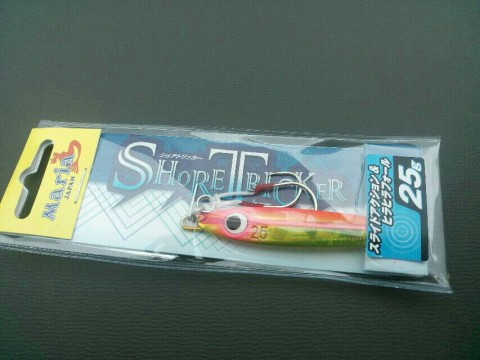 Maria
JAPAN
ショアトリッカー
SHORE TRICKER
25
スライドアクション &
ヒラヒラフォール
25g